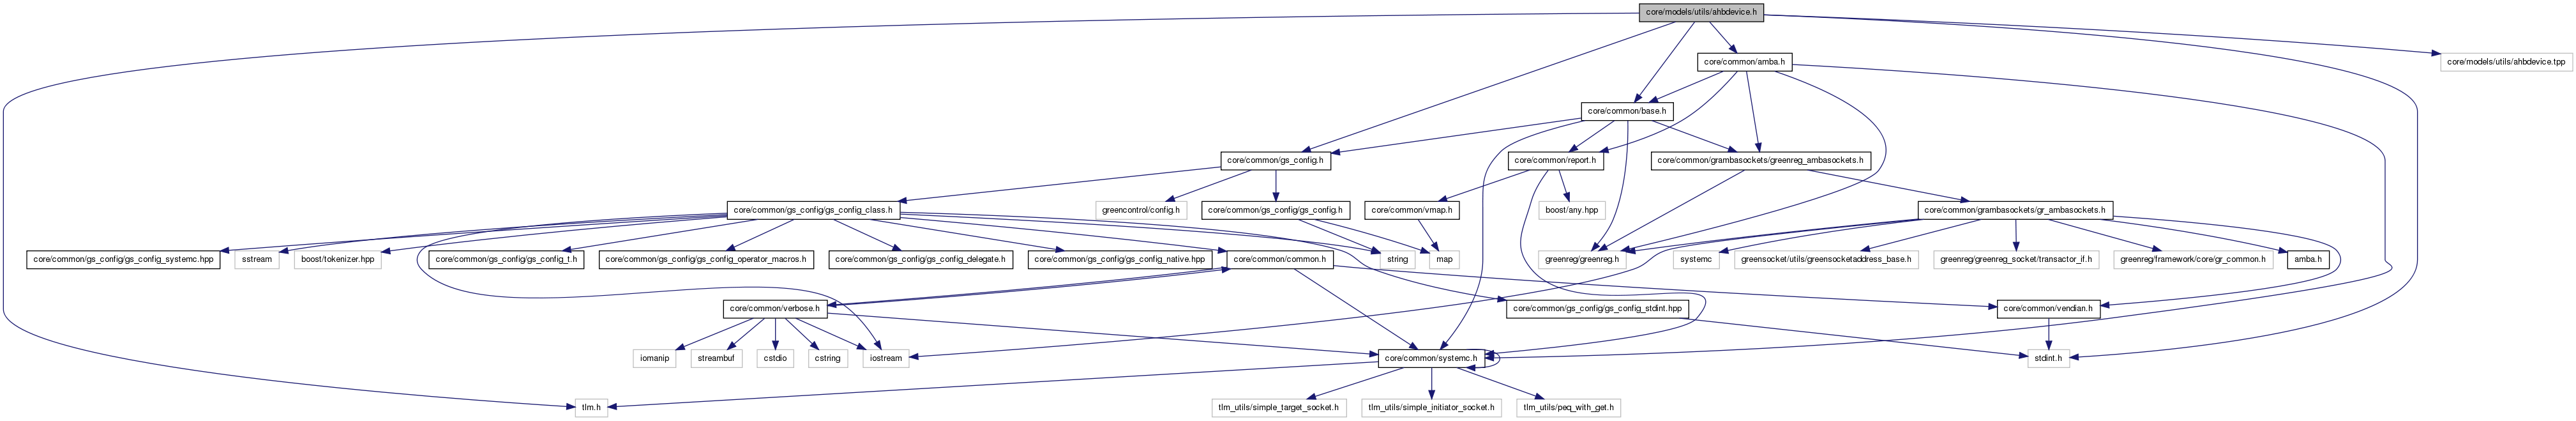 core/models/utils/ahbdevice.h
core/common/amba.h
core/models/utils/ahbdevice.tpp
core/common/base.h
core/common/gs_config.h
core/common/report.h
core/common/grambasockets/greenreg_ambasockets.h
core/common/gs_config/gs_config_class.h
greencontrol/config.h
core/common/gs_config/gs_config.h
core/common/vmap.h
boost/any.hpp
core/common/grambasockets/gr_ambasockets.h
core/common/gs_config/gs_config_systemc.hpp
sstream
boost/tokenizer.hpp
core/common/gs_config/gs_config_t.h
core/common/gs_config/gs_config_operator_macros.h
core/common/gs_config/gs_config_delegate.h
core/common/gs_config/gs_config_native.hpp
core/common/common.h
string
map
greenreg/greenreg.h
systemc
greensocket/utils/greensocketaddress_base.h
greenreg/greenreg_socket/transactor_if.h
greenreg/framework/core/gr_common.h
amba.h
core/common/verbose.h
core/common/gs_config/gs_config_stdint.hpp
core/common/vendian.h
iomanip
streambuf
cstdio
cstring
iostream
core/common/systemc.h
stdint.h
tlm.h
tlm_utils/simple_target_socket.h
tlm_utils/simple_initiator_socket.h
tlm_utils/peq_with_get.h